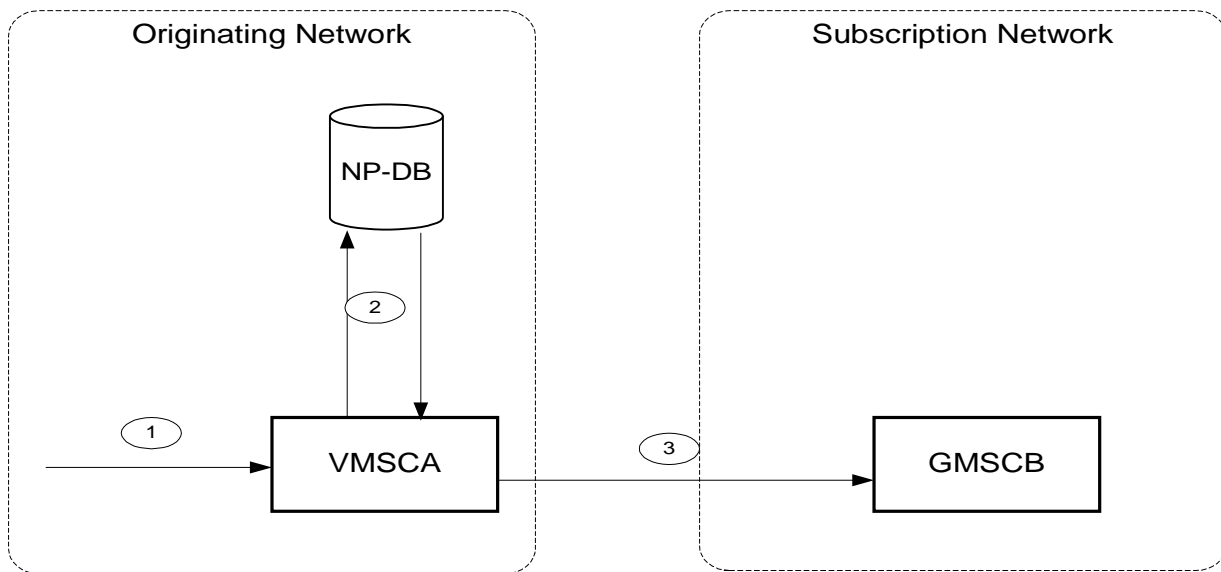 Originating Network
Subscription Network
NP-DB
2
1
VMSCA
3
GMSCB